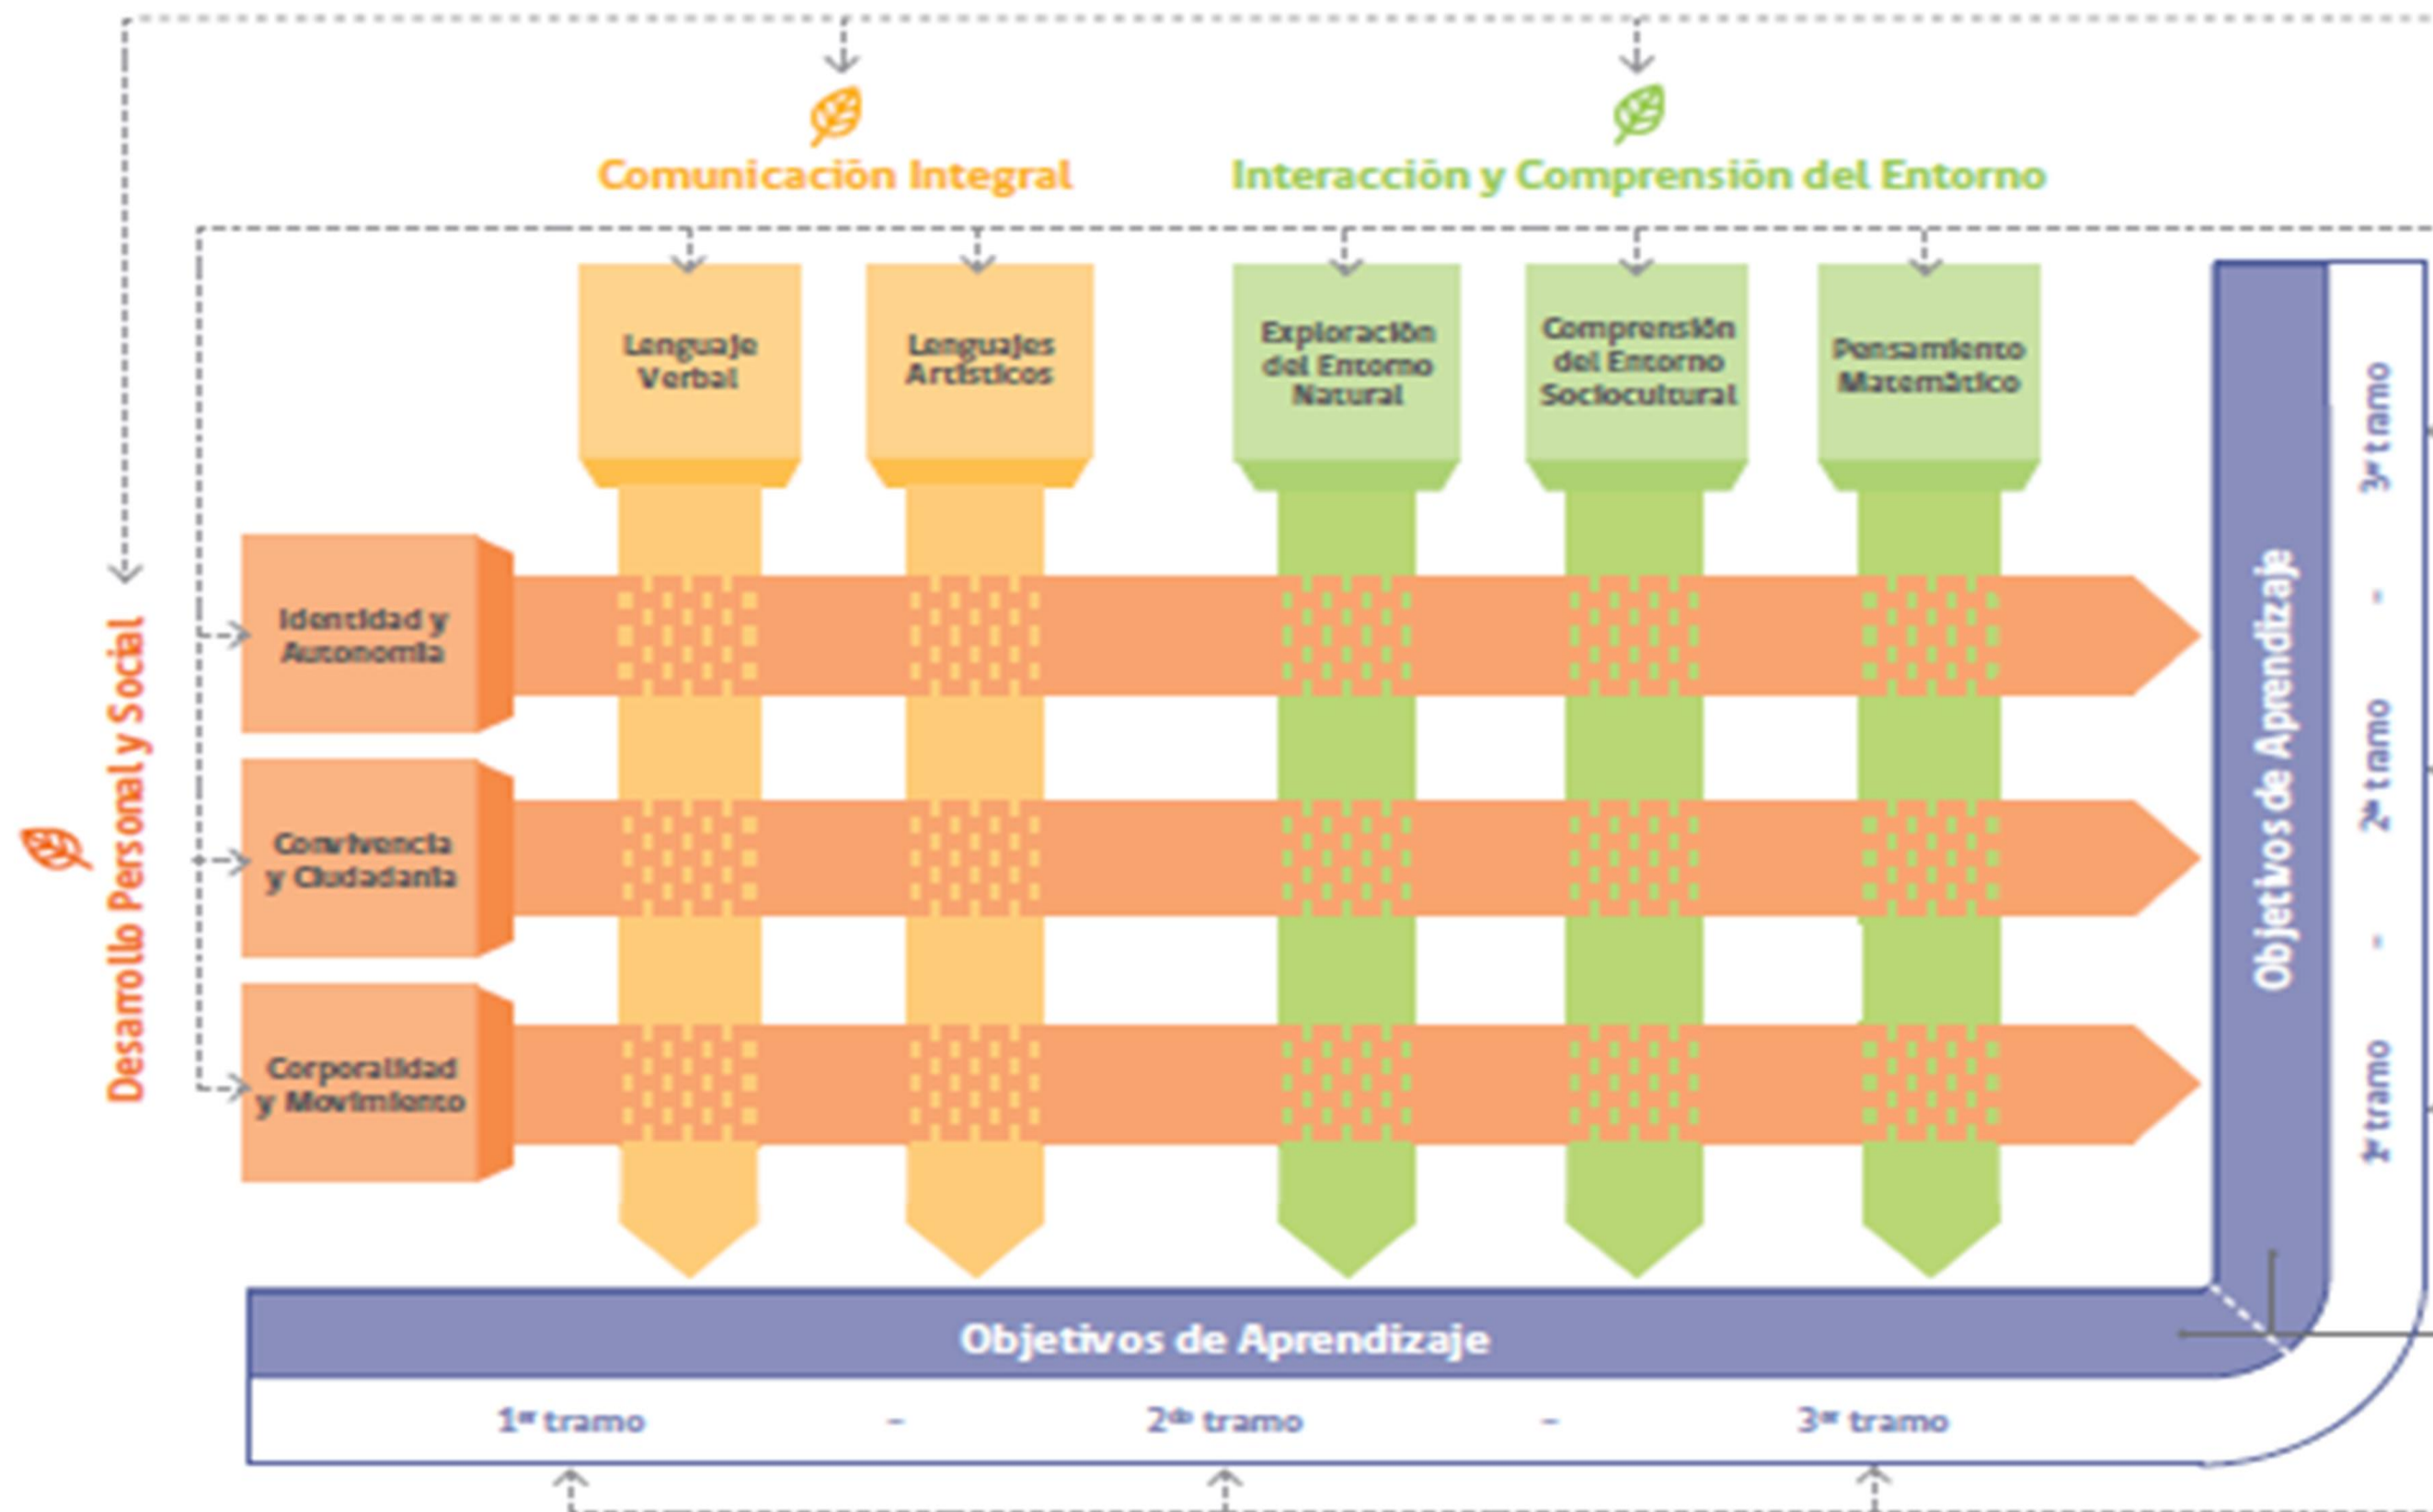 Comunicación Integral
Interacción y Comprensión del Entorno
Lenguaje
Verbal
Lenguajes
Artísticos
Exploración
del Entorno
Natural
Comprensión
del Entorno
Sociocultural
Pensamiento
Matemático
Desarrollo Personal y Social
Identidad y
Autonomía
Convivencia
y Ciudadanía
Corporalidad
y Movimiento
Objetivos de Aprendizaje
1er tramo - 2do tramo - 3er tramo
Objetivos de Aprendizaje
1er tramo - 2do tramo - 3er tramo